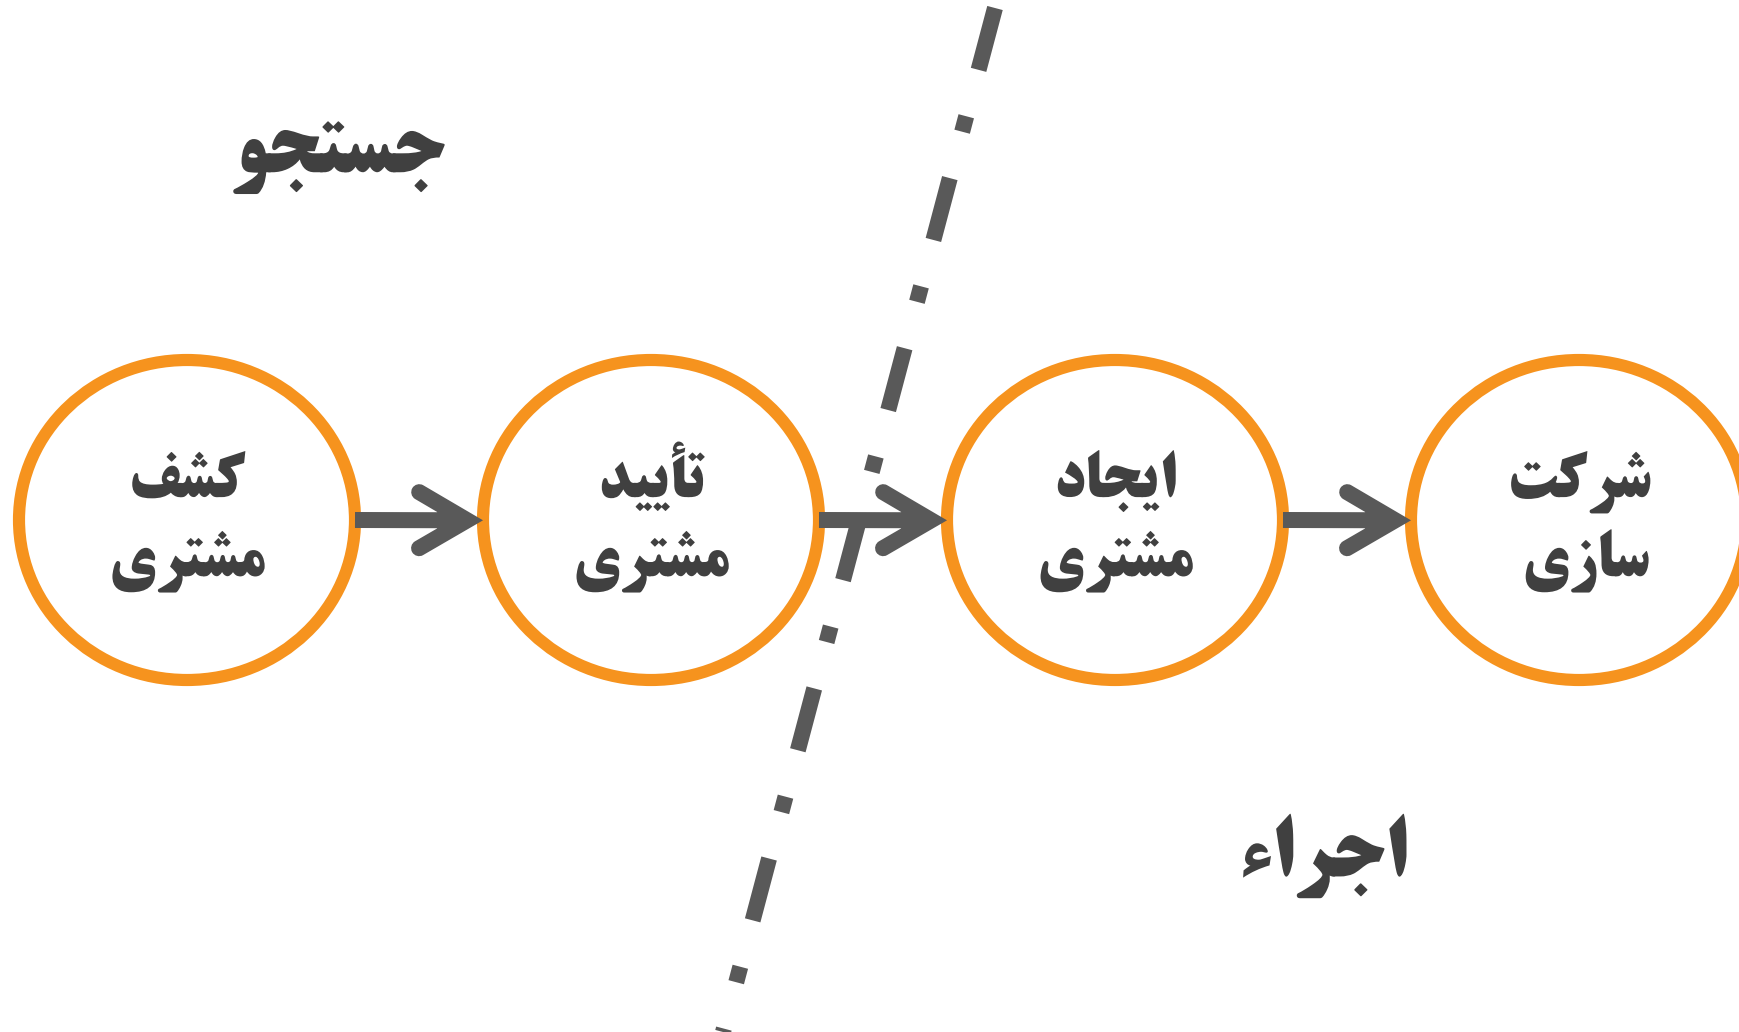 جستجو
کشف
مشتری
تأیید
مشتری
ایجاد
مشتری
شرکت
سازی
اجراء